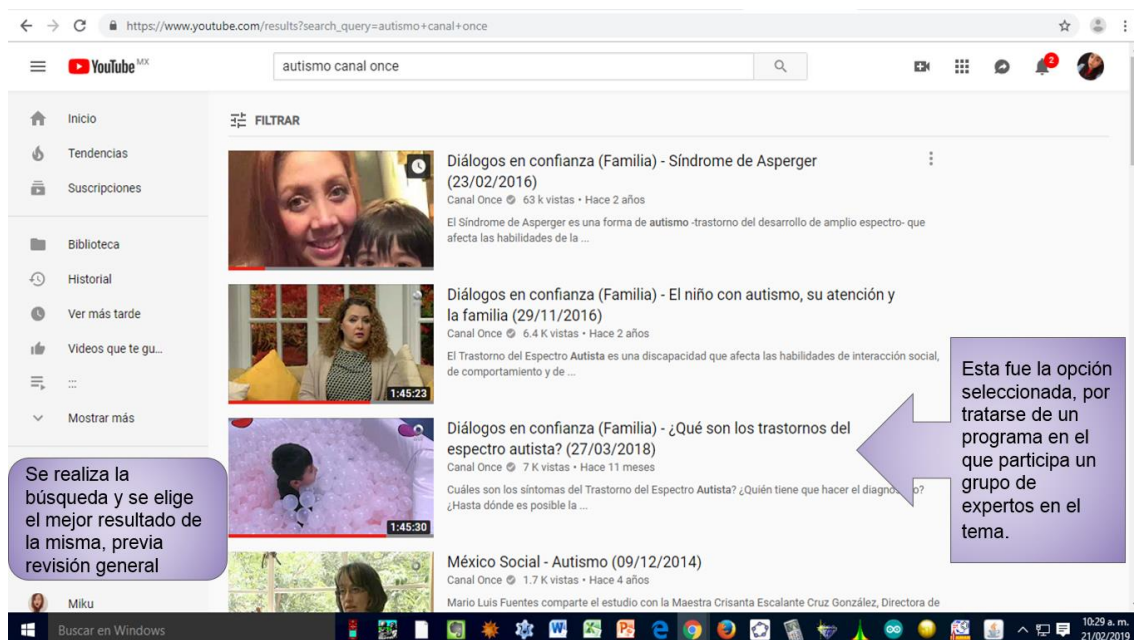 https://www.youtube.com/results?search_query=autismo+canal+once
YouTube MX
autismo canal once
2
Inicio
Tendencias
Suscripciones
Biblioteca
Historial
Ver más tarde
Videos que te gu...
:::
Mostrar más
Miku
FILTRAR
Diálogos en confianza (Familia) - Síndrome de Asperger
(23/02/2016)
Canal Once 63 k vistas • Hace 2 años
El Síndrome de Asperger es una forma de autismo -trastorno del desarrollo de amplio espectro- que
afecta las habilidades de la ...
1:45:23
Diálogos en confianza (Familia) - El niño con autismo, su atención y
la familia (29/11/2016)
Canal Once 6.4 K vistas • Hace 2 años
El Trastorno del Espectro Autista es una discapacidad que afecta las habilidades de interacción social,
de comportamiento y de ...
1:45:30
Diálogos en confianza (Familia) - ¿Qué son los trastornos del
espectro autista? (27/03/2018)
Canal Once 7 K vistas • Hace 11 meses
Cuáles son los síntomas del Trastorno del Espectro Autista? ¿Quién tiene que hacer el
¿Hasta dónde es posible la ...
México Social - Autismo (09/12/2014)
Canal Once 1.7 K vistas • Hace 4 años
Mario Luis Fuentes comparte el estudio con la Maestra Crisanta Escalante Cruz González, Directora de
Se realiza la
búsqueda y se elige
el mejor resultado de
la misma, previa
revisión general
Esta fue la opción
seleccionada, por
tratarse de un
programa en el
que participa un
grupo de
expertos en el
tema.
Buscar en Windows
10:29 a. m.
21/02/2019